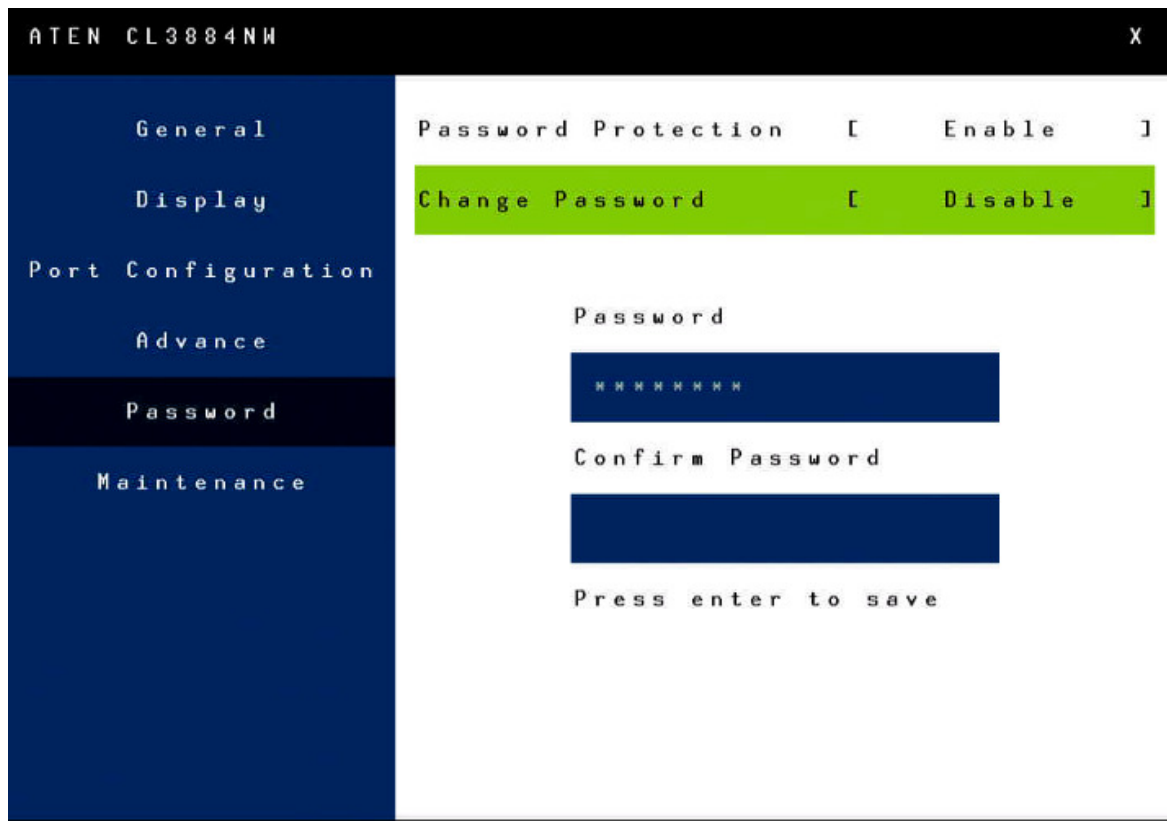 ATEN CL3884NW X
General
Display
Port Configuration
Advance
Password
Maintenance
Password Protection [ Enable ]
Change Password [ Disable ]
Password
********
Confirm Password
Press enter to save